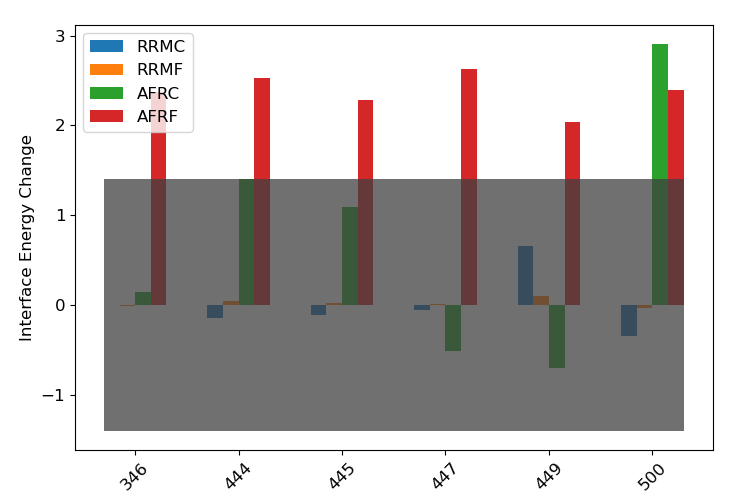 RRMC
RRMF
AFRC
AFRF
Interface Energy Change
3
2
1
0
−1
346
444
445
447
449
500